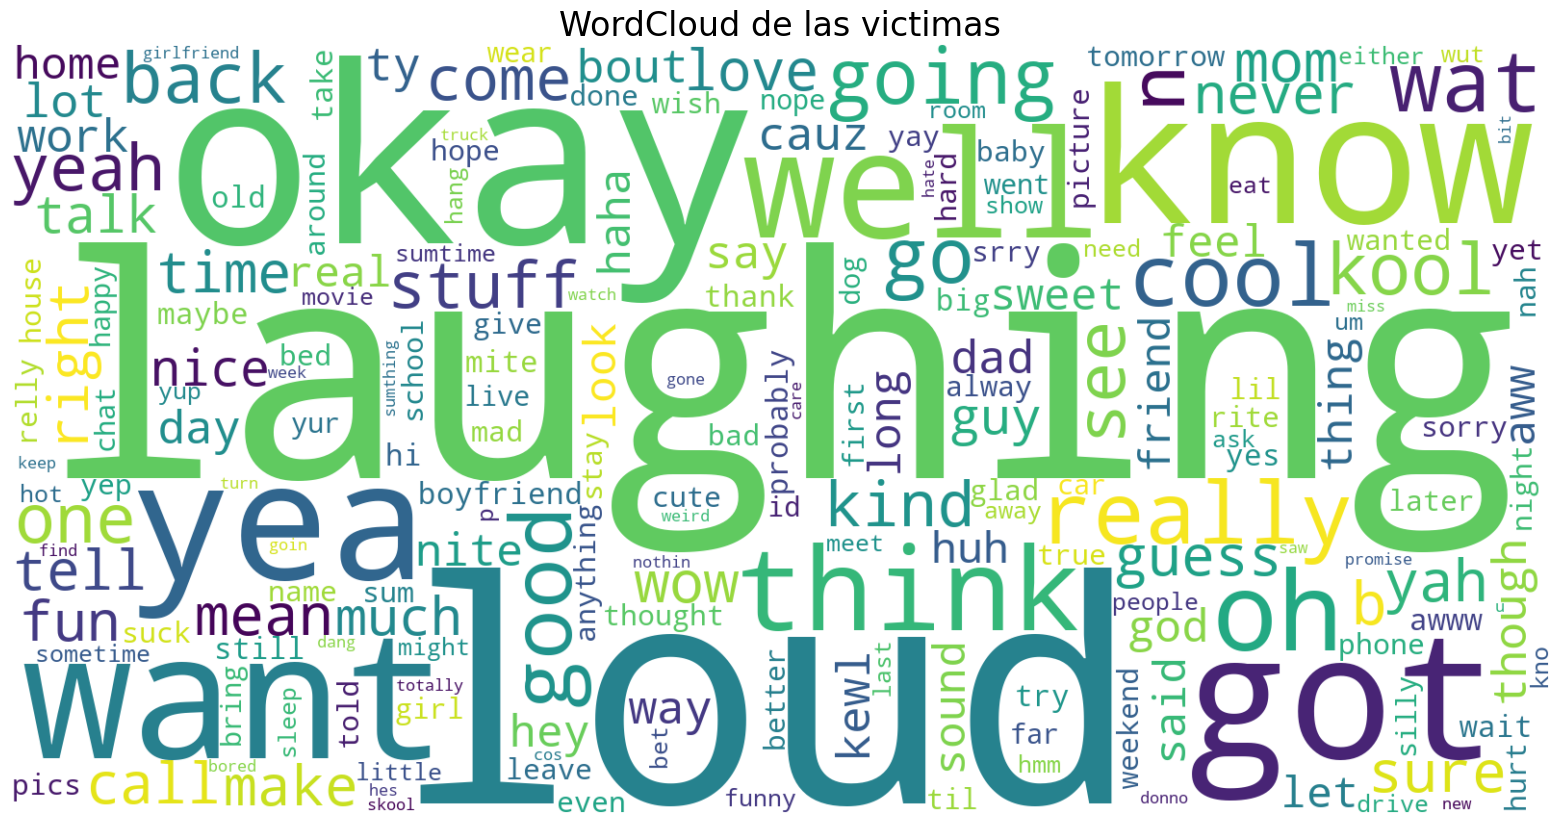 WordCloud de las victimas
home
girlfriend
back
take
ty
come
wear
bout
love
going
tomorrow
mom
either
wut
wat
lot
okay
done
wish
nope
room
n
never
work
truck
hope
cauz
yay
well
baby
picture
know
bit
yeah
old
around
hang
haha
hard
hate
went
show
eat
talk
time
real
sumtime
stuff
say
go
srry
need
feel
wanted
yet
house
happy
movie
laughing
watch
thank
dog
big
sweet
cool
kool
miss
nah
right
maybe
nice
bed
week
school
sumthing
give
mite
look
dad
see
friend
um
thing
relly
chat
yup
day
yur
live
mad
gone
bad
probably
care
first
long
alway
guy
lil
rite
ask
yes
sorry
aww
keep
hi
stay
hot
yep
turn
yea
boyfriend
cute
weird
id
kind
glad
away
car
really
later
night
one
p
find
goin
nite
good
anything
nothin
meet
huh
true
guess
saw
promise
tell
name
sum
wow
think
people
oh
b
yah
though
fun
suck
mean
much
thought
god
phone
awww
c
sometime
still
dang
might
loud
want
bring
sleep
told
totally
girl
hey
way
bet
better
kewl
last
sound
try
far
hmm
weekend
said
got
silly
wait
kno
pics
call
bored
make
little
hes
skool
cos
leave
even
funny
til
donno
let
drive
sure
new
hurt